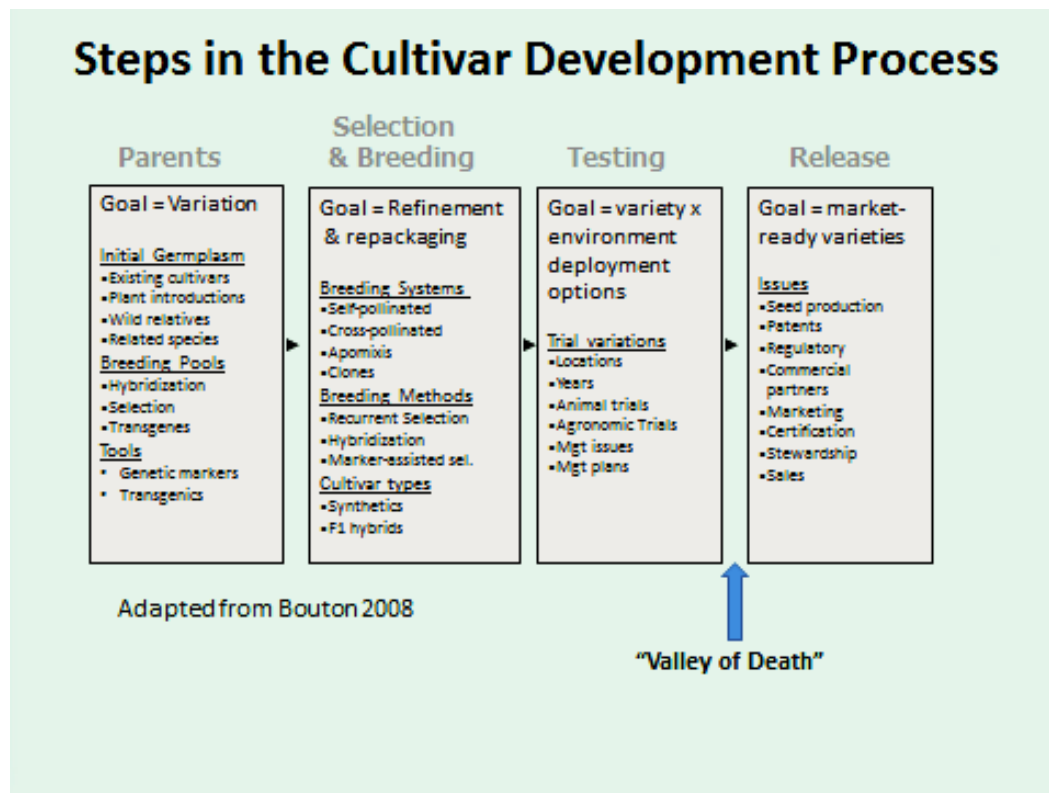 Steps in the Cultivar Development Process
Parents
Goal = Variation
Initial Germplasm
▪Existing cultivars
▪Plant introductions
▪Wild relatives
▪Related species
Breeding Pools
▪Hybridization
▪Selection
▪Transgenes
Tools
• Genetic markers
• Transgenics
Selection
& Breeding
Goal = Refinement
& repackaging
Breeding Systems
▪Self-pollinated
▪Cross-pollinated
▪Apomixis
▪Clones
Breeding Methods
▪Recurrent Selection
▪Hybridization
▪Marker-assisted sel.
Cultivar types
▪Synthetics
▪F1 hybrids
Testing
Goal = variety x
environment
deployment
options
Trial variations
▪Locations
▪Years
▪Animal trials
▪Agronomic Trials
▪Mgt issues
▪Mgt plans
Release
Goal = market-
ready varieties
Issues
▪Seed production
▪Patents
▪Regulatory
▪Commercial
partners
▪Marketing
▪Certification
▪Stewardship
▪Sales
Adapted from Bouton 2008
“Valley of Death”